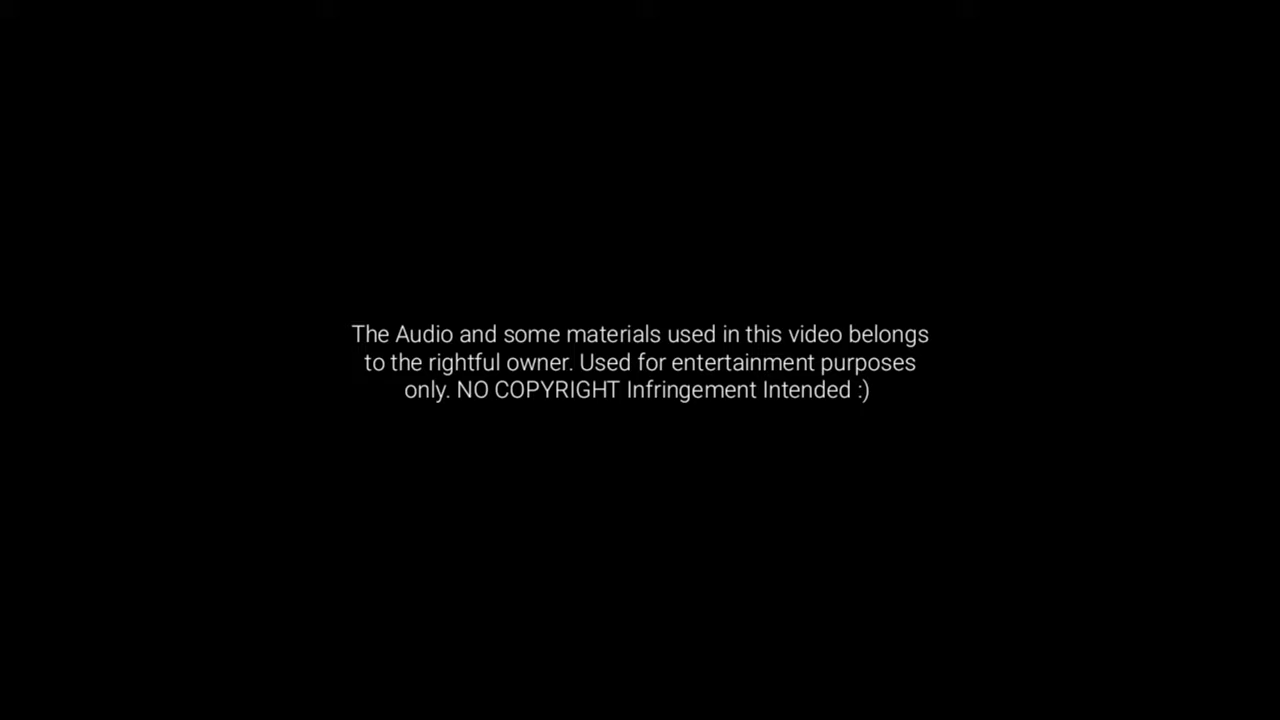 The Audio and some materials used in this video belongs
to the rightful owner. Used for entertainment purposes
only. NO COPYRIGHT Infringement Intended :)